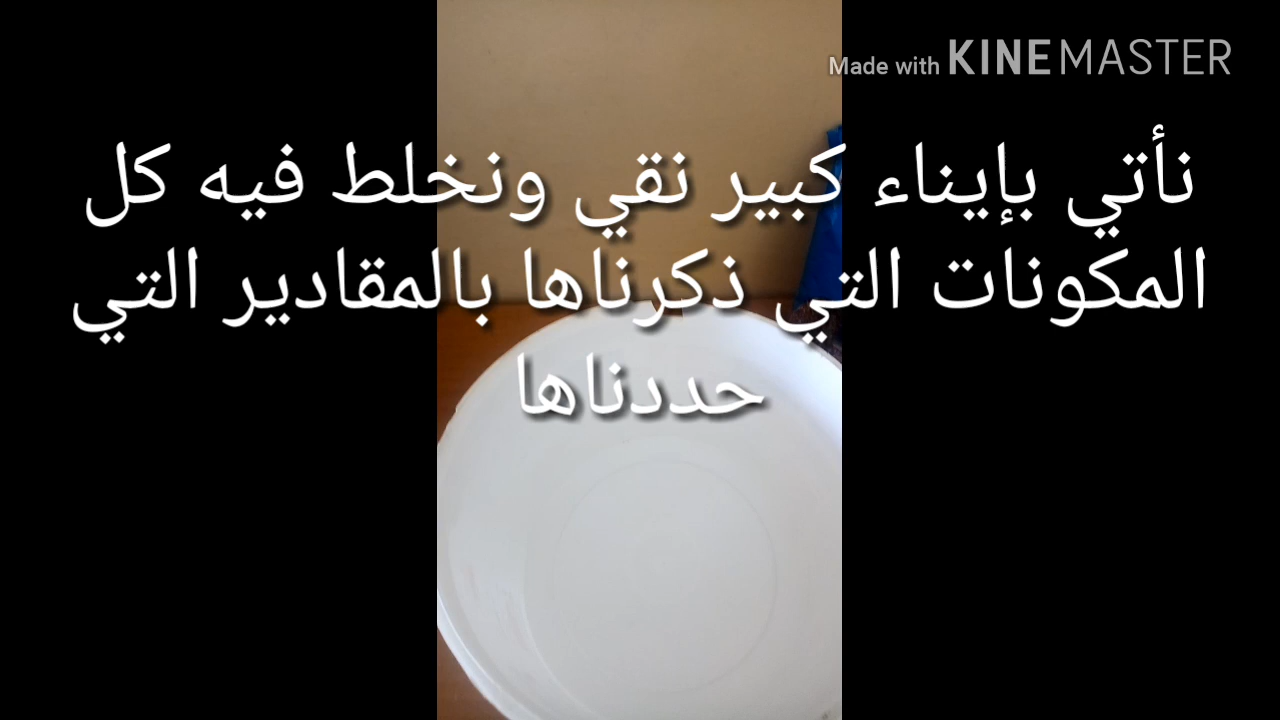 Made with KINEMASTER
نأتي بإيناء كبير نقي ونخلط فيه كل
المكونات التي ذكرناها بالمقادير التي
حددناها